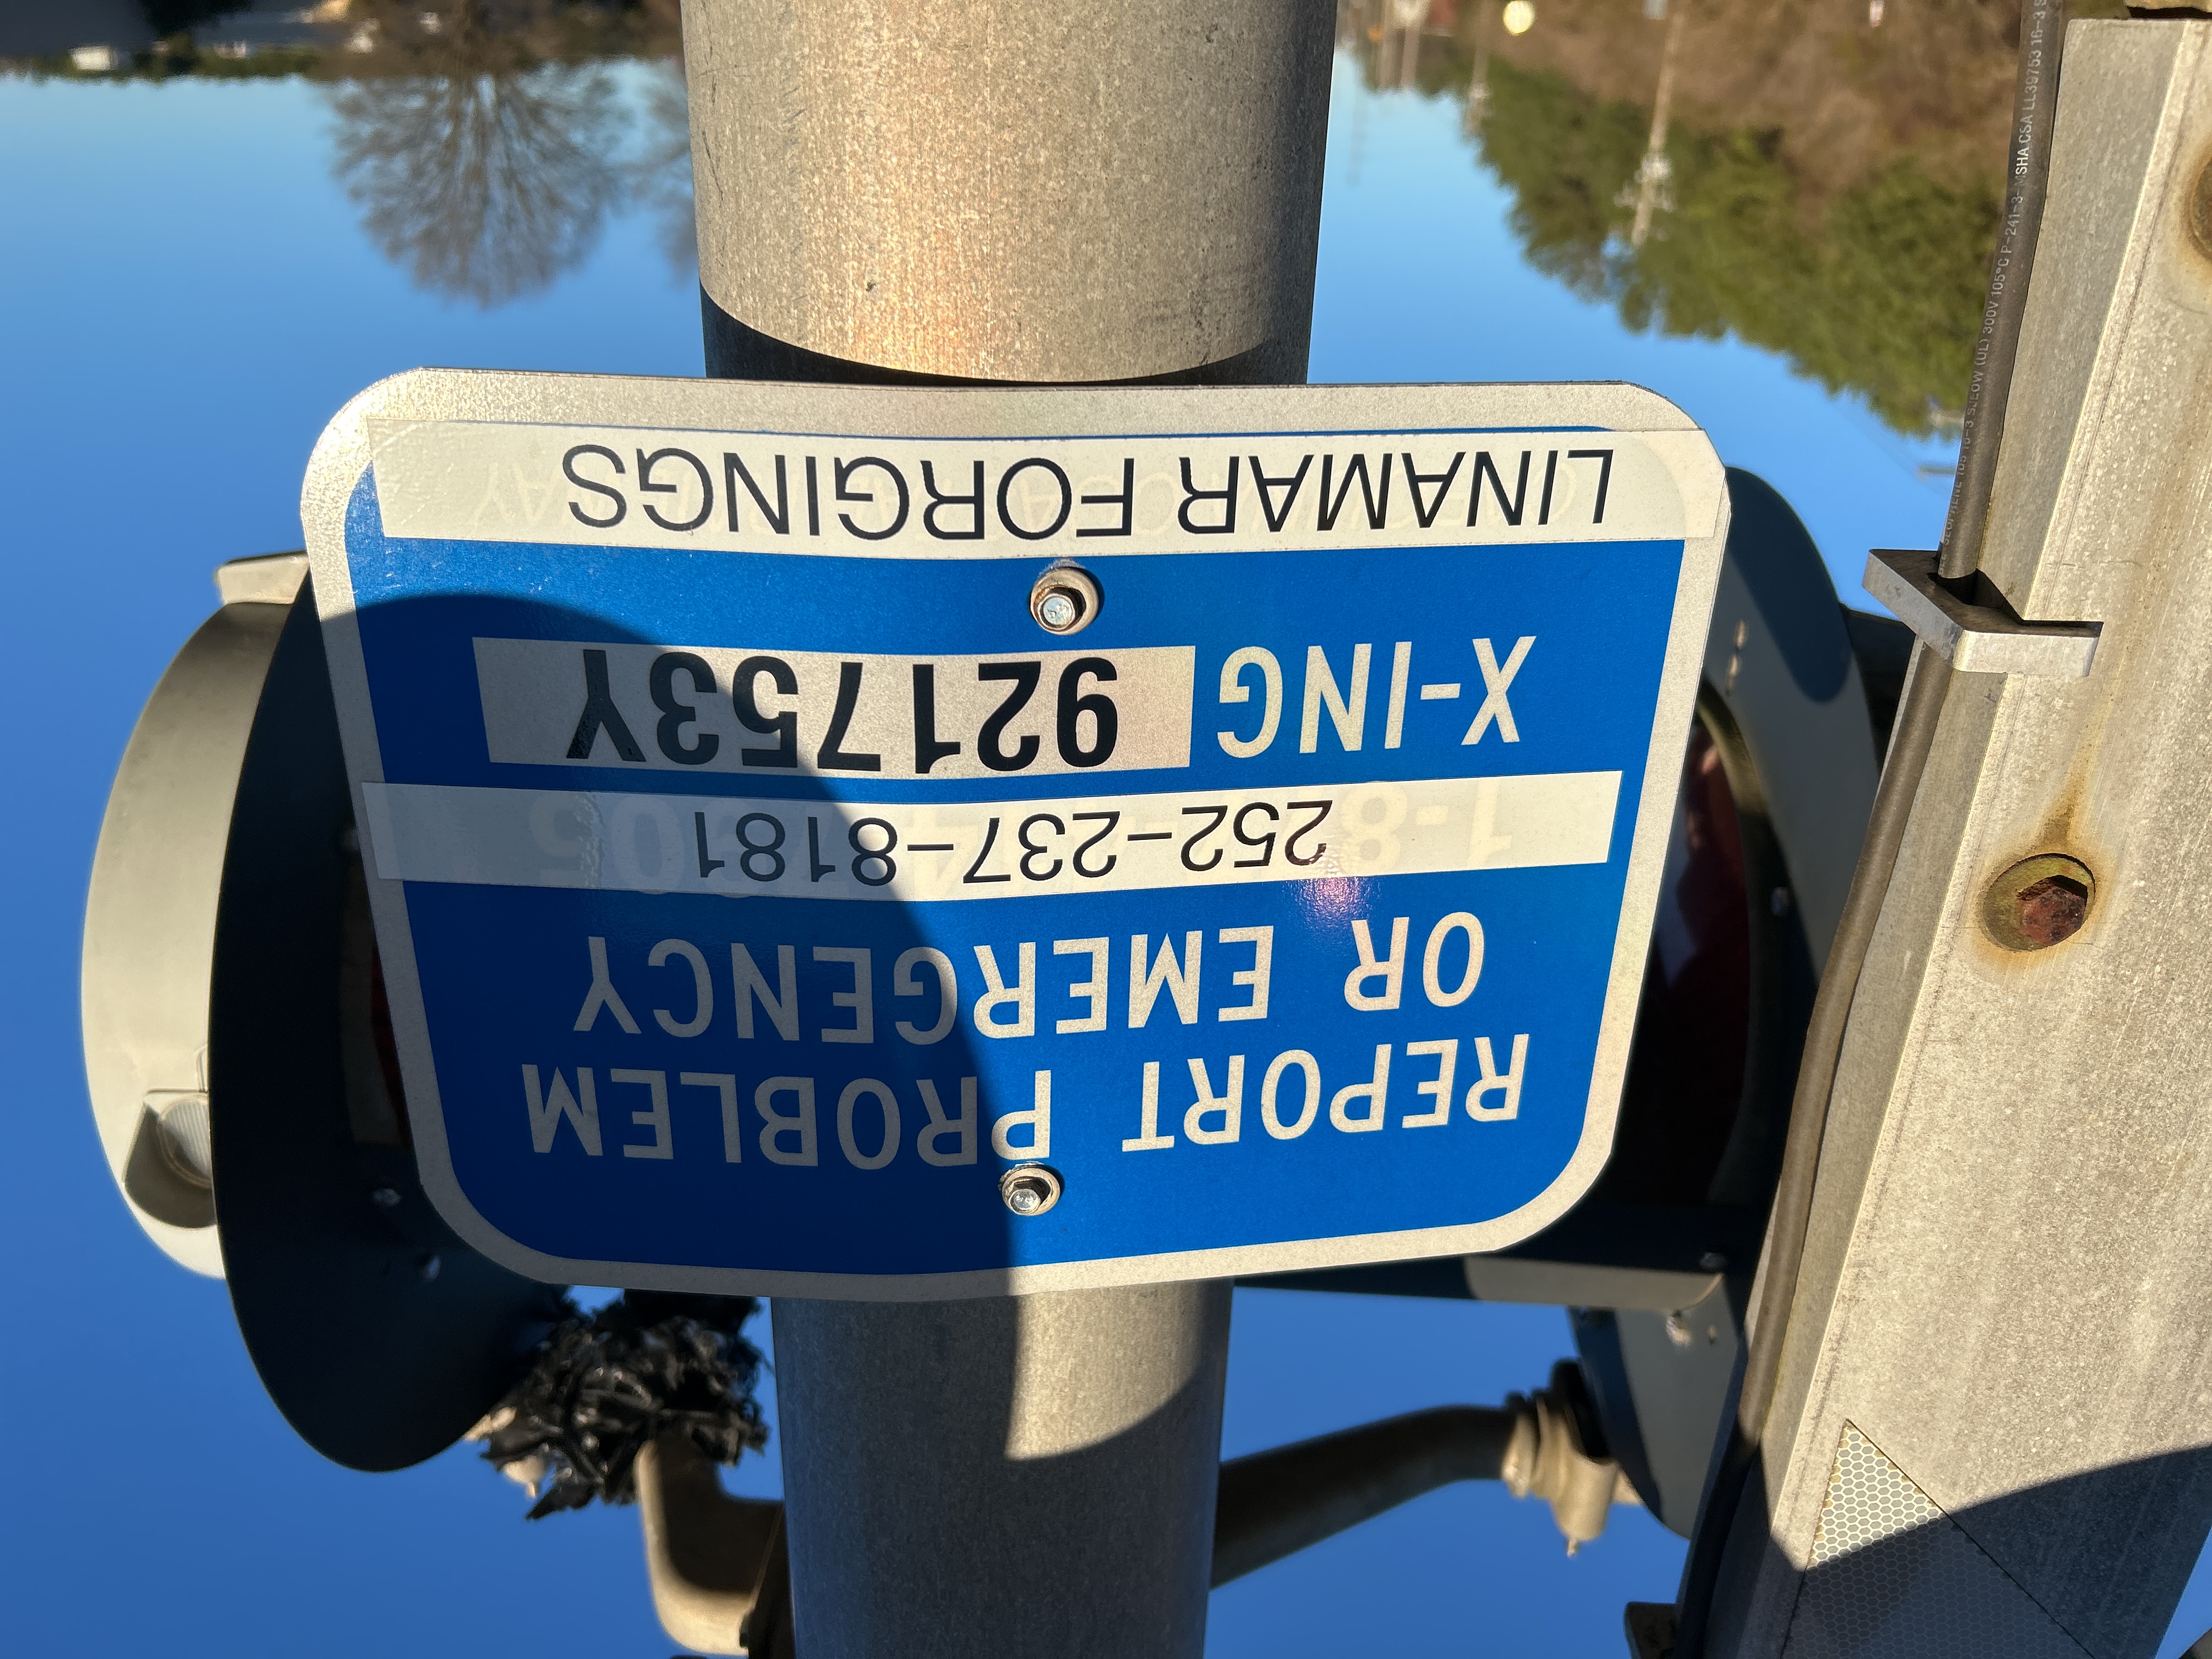 REPORT PROBLEM
OR EMERGENCY
252-237-8181
X-ING 921753Y
LINAMAR FORGINGS